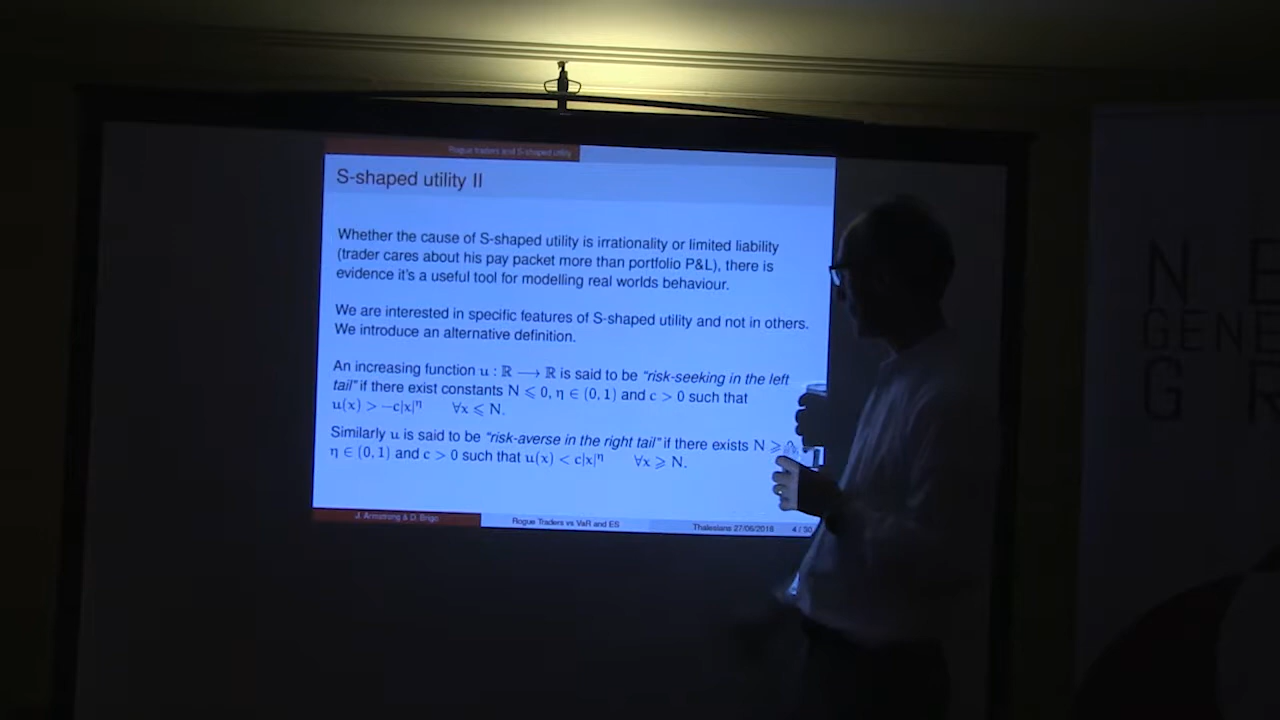 Rogue traders and S-shaped utility
S-shaped utility II
Whether the cause of S-shaped utility is irrationality or limited liability
(trader cares about his pay packet more than portfolio P&L), there is
evidence it's a useful tool for modelling real worlds behaviour.
We are interested in specific features of S-shaped utility and not in others.
We introduce an alternative definition.
An increasing function u : ℝ ⟶ ℝ is said to be "risk-seeking in the left
tail" if there exist constants N ⩽ 0, η ∈ (0, 1) and c > 0 such that
u(x) > −c|x|^η ∀x ⩽ N.
Similarly u is said to be "risk-averse in the right tail" if there exists N ⩾
η ∈ (0, 1) and c > 0 such that u(x) < c|x|^η ∀x ⩾ N.
J. Armstrong & D. Brigo
Rogue Traders vs VaR and ES
Thalesians 27/06/2018
4 / 50
N E
GENE
G R